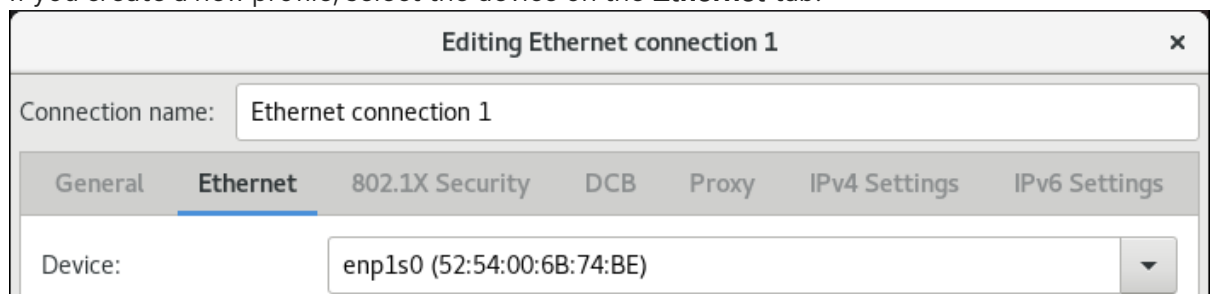 If you create a new profile, select the device on the Ethernet tab:
Editing Ethernet connection 1 ×
Connection name: Ethernet connection 1
General Ethernet 802.1X Security DCB Proxy IPv4 Settings IPv6 Settings
Device: enp1s0 (52:54:00:6B:74:BE)